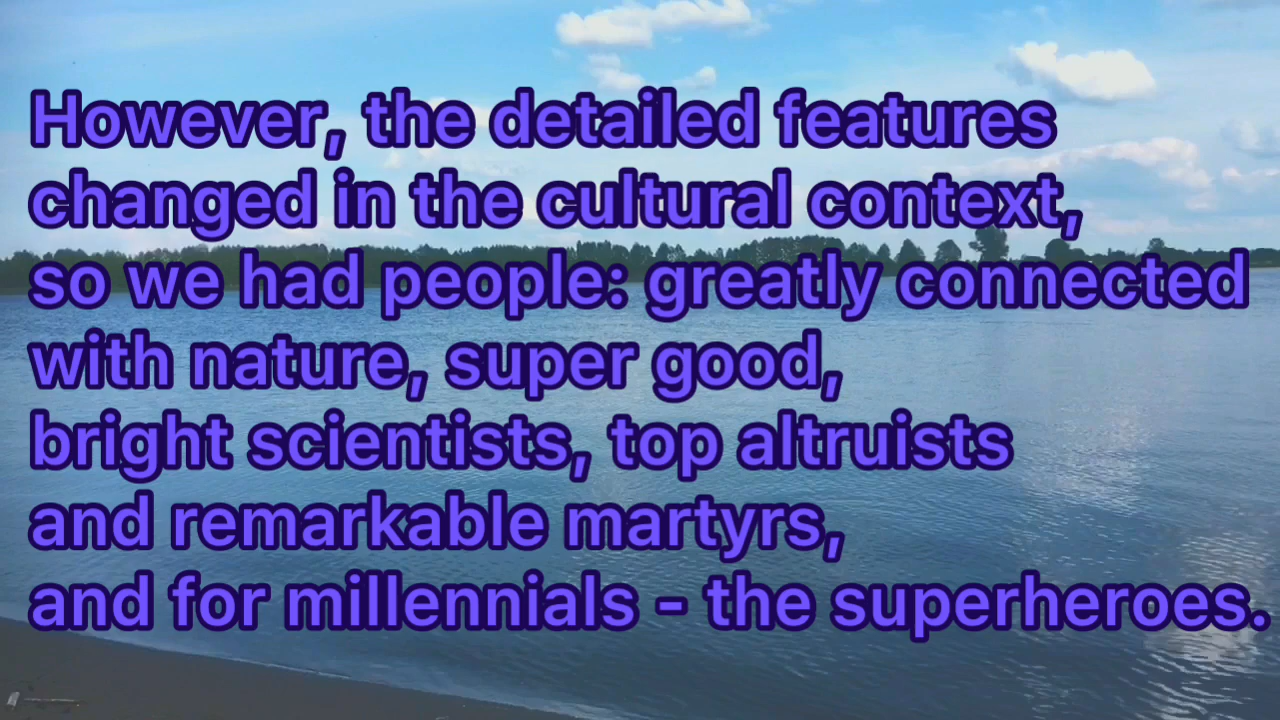 However, the detailed features
changed in the cultural context,
so we had people: greatly connected
with nature, super good,
bright scientists, top altruists
and remarkable martyrs,
and for millennials - the superheroes.